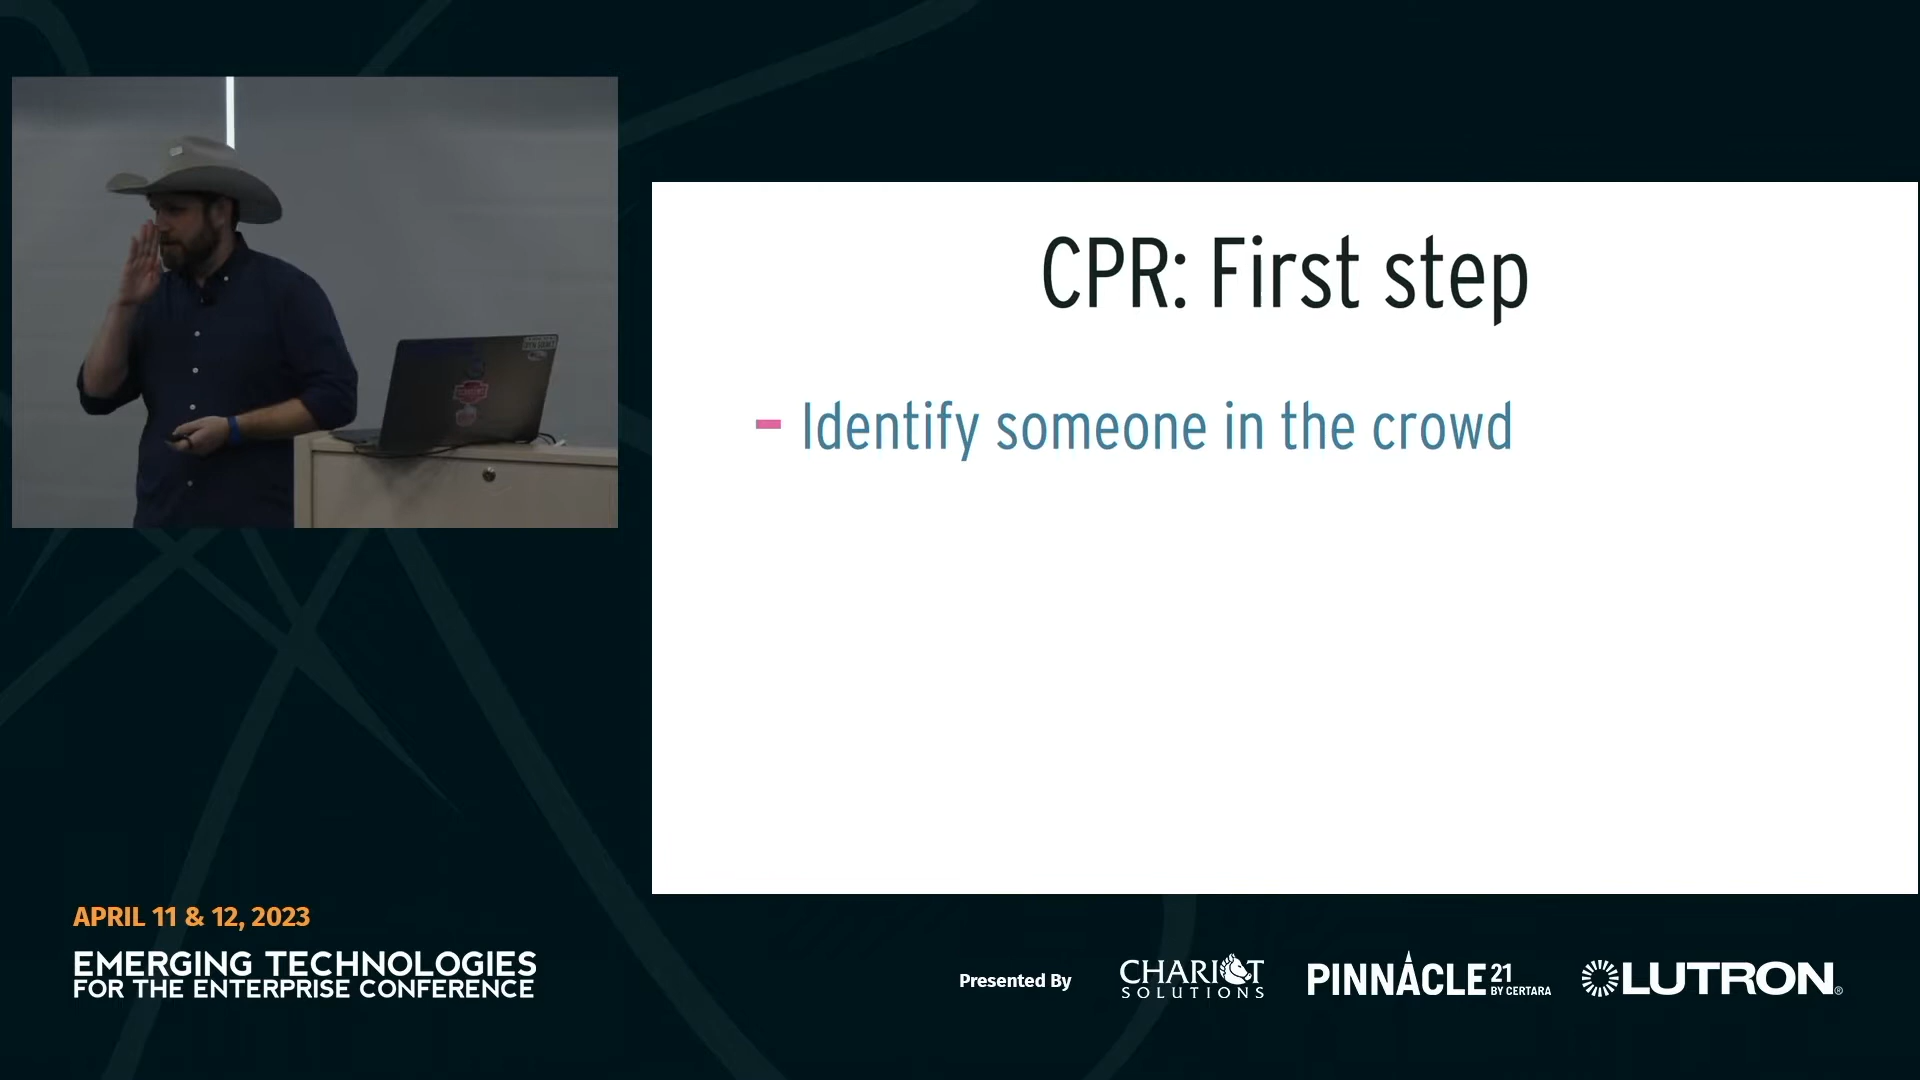 CPR: First step
- Identify someone in the crowd
APRIL 11 & 12, 2023
EMERGING TECHNOLOGIES
FOR THE ENTERPRISE CONFERENCE
Presented By
CHARIOT
SOLUTIONS
PINNACLE 21
BY CERTARA
LUTRON®